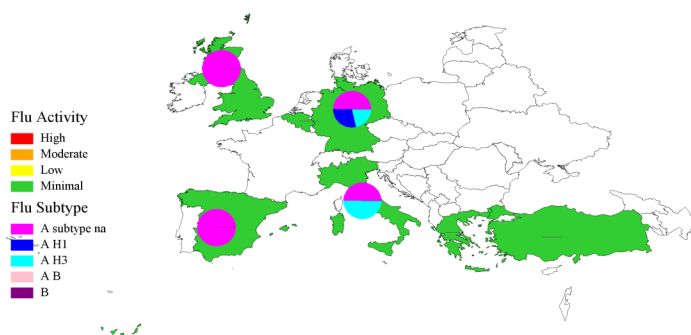 Flu Activity
High
Moderate
Low
Minimal
Flu Subtype
A subtype na
A H1
A H3
A B
B